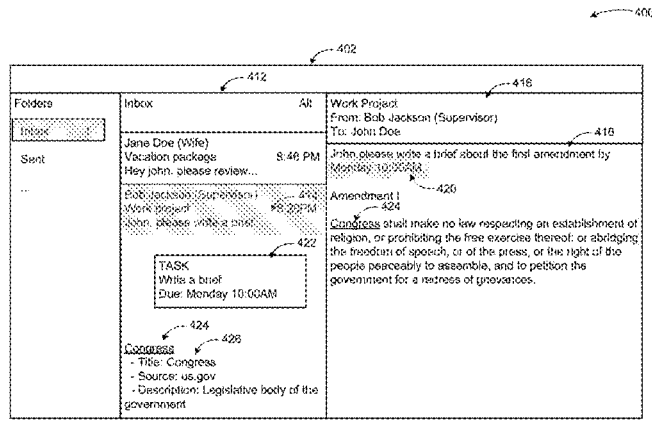 400
402
412
416
Folders
Inbox
Sent
...
Inbox All
Jane Doe (Wife)
Vacation package 8:46 PM
Hey john, please review...
Bob Jackson (Supervisor) 414
Work project 8:22PM
John, please write a brief
422
TASK
Write a brief
Due: Monday 10:00AM
424
426
Congress
- Title: Congress
- Source: us.gov
- Description: Legislative body of the
government
Work Project
From: Bob Jackson (Supervisor)
To: John Doe
418
John please write a brief about the first amendment by
Monday 10:00AM.
420
Amendment I
424
Congress shall make no law respecting an establishment of
religion, or prohibiting the free exercise thereof; or abridging
the freedom of speech, or of the press, or the right of the
people peaceably to assemble, and to petition the
government for a redress of grievances.